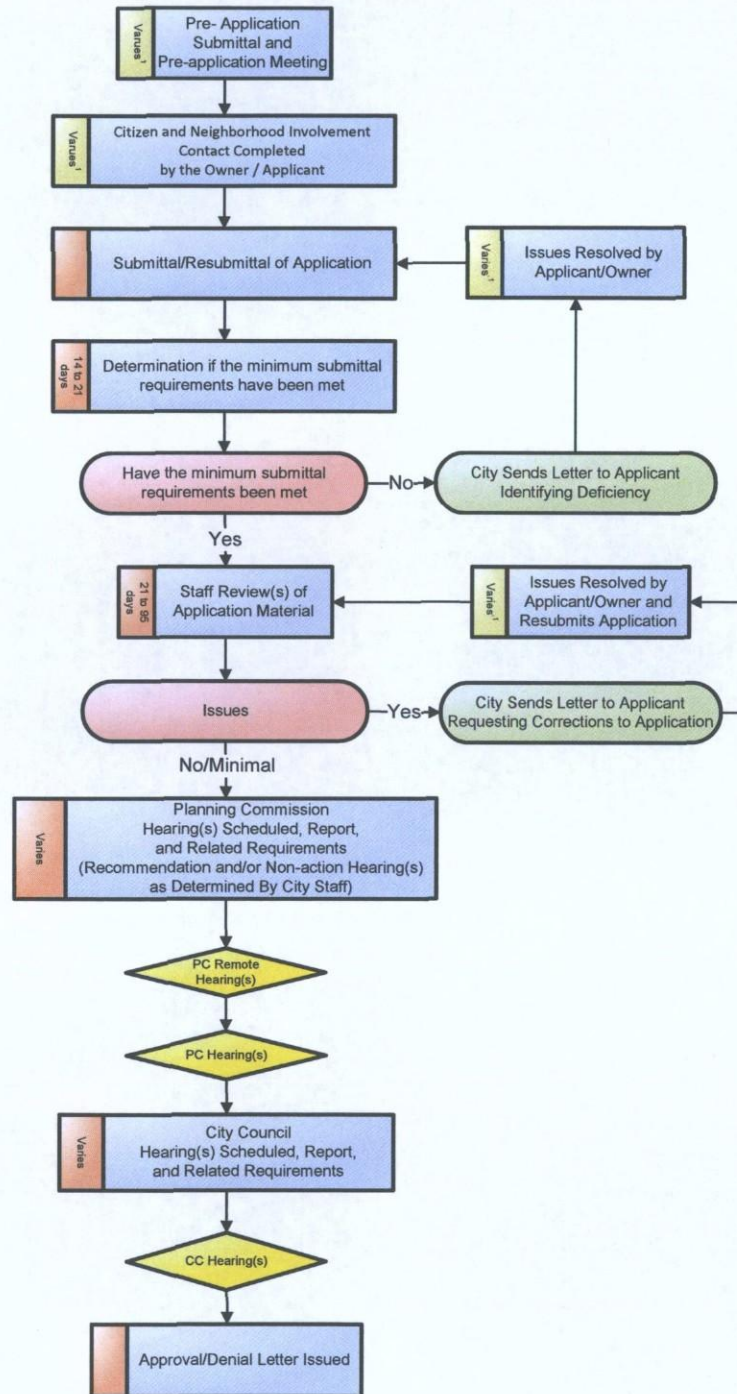 Varues¹
Pre- Application
Submittal and
Pre-application Meeting
Varues¹
Citizen and Neighborhood Involvement
Contact Completed
by the Owner / Applicant
Submittal/Resubmittal of Application
Varies.¹
Issues Resolved by
Applicant/Owner
14 to 21
days
Determination if the minimum submittal
requirements have been met
Have the minimum submittal
requirements been met
No
City Sends Letter to Applicant
Identifying Deficiency
Yes
21 to 95
days
Staff Review(s) of
Application Material
Varies¹
Issues Resolved by
Applicant/Owner and
Resubmits Application
Issues
Yes
City Sends Letter to Applicant
Requesting Corrections to Application
No/Minimal
Varies
Planning Commission
Hearing(s) Scheduled, Report,
and Related Requirements
(Recommendation and/or Non-action Hearing(s)
as Determined By City Staff)
PC Remote
Hearing(s)
PC Hearing(s)
Varies
City Council
Hearing(s) Scheduled, Report,
and Related Requirements
CC Hearing(s)
Approval/Denial Letter Issued